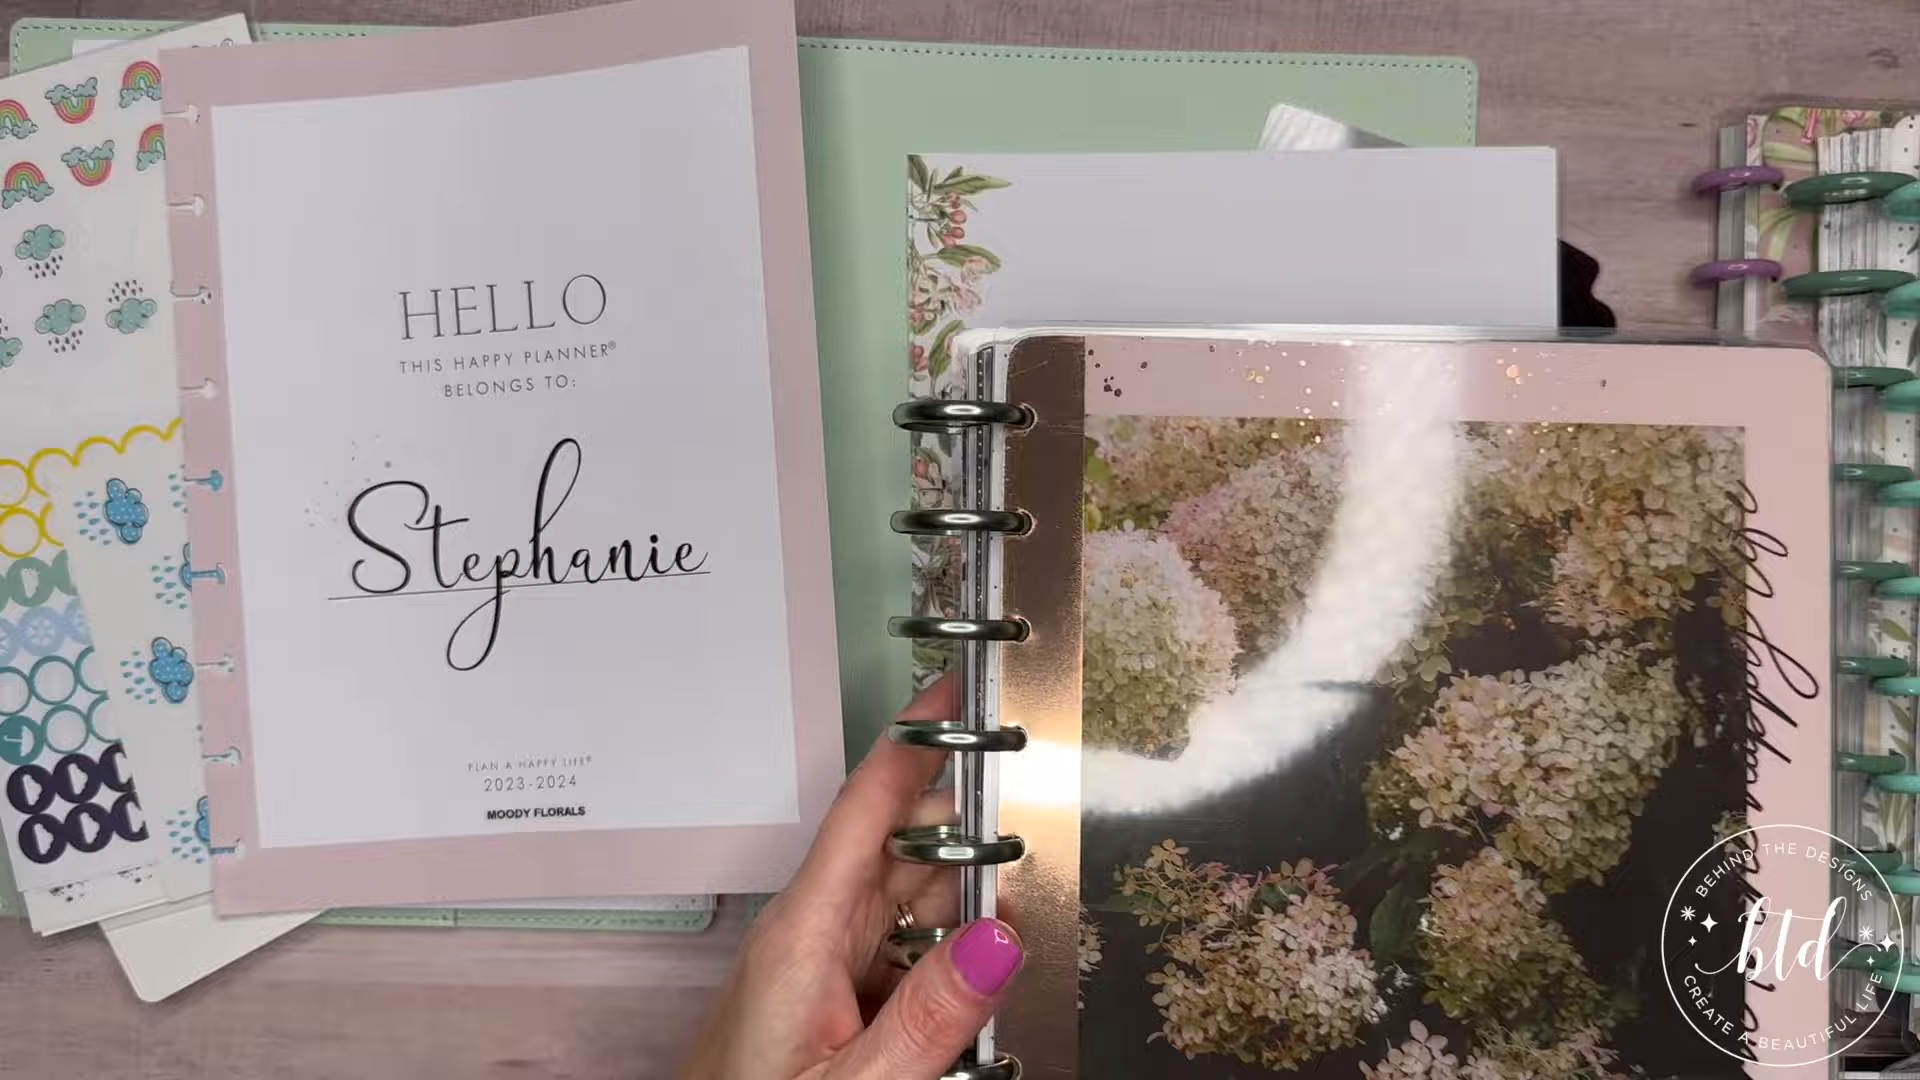 HELLO
THIS HAPPY PLANNER®
BELONGS TO:
Stephanie
PLAN A HAPPY LIFE®
2023-2024
MOODY FLORALS
BEHIND THE DESIGNS
btd
CREATE A BEAUTIFUL LIFE